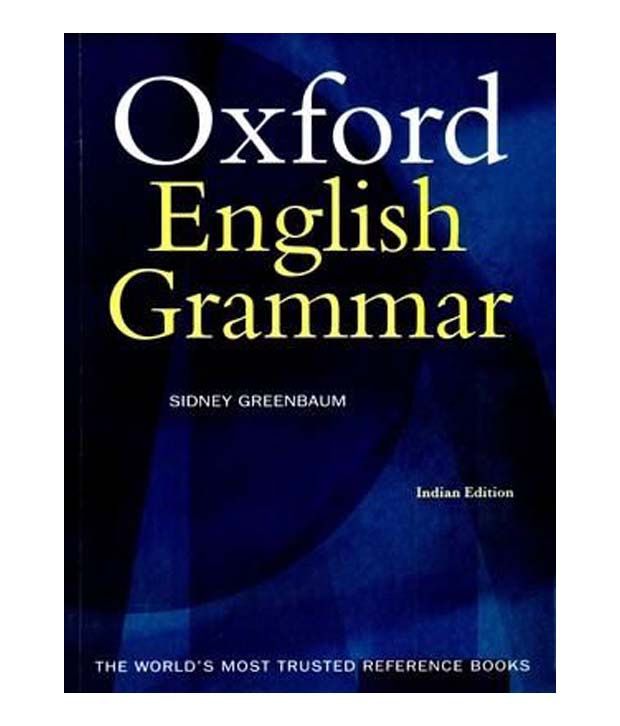 Oxford
English
Grammar
SIDNEY GREENBAUM
Indian Edition
THE WORLD'S MOST TRUSTED REFERENCE BOOKS